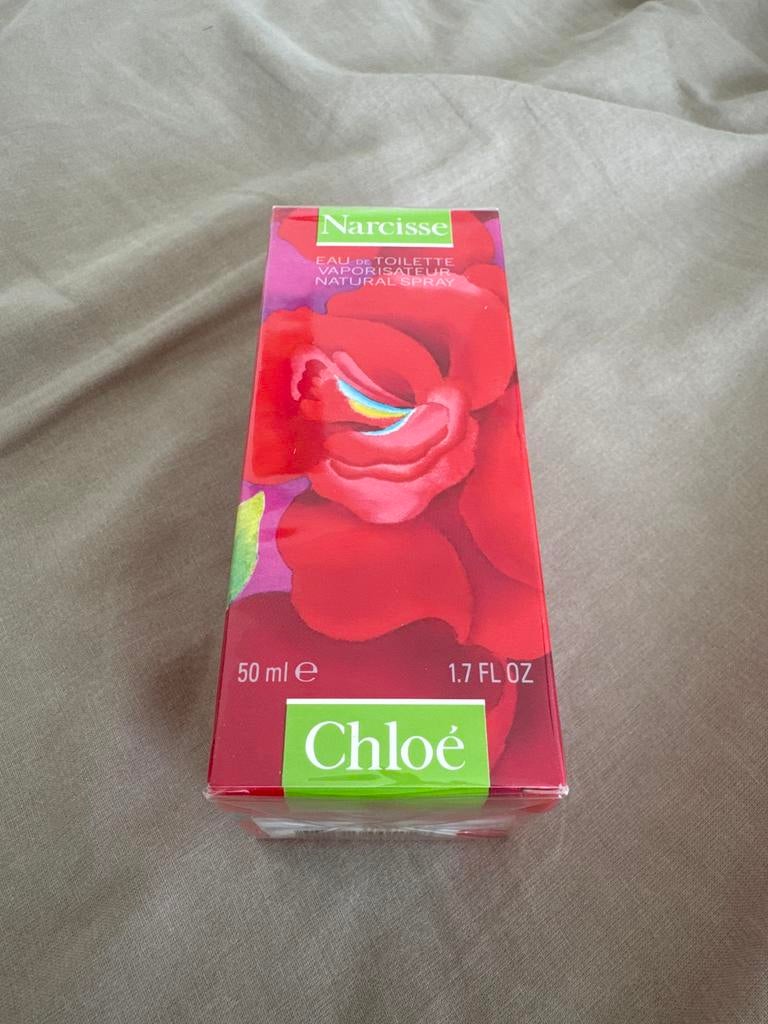 Narcisse
EAU DE TOILETTE
VAPORISATEUR
NATURAL SPRAY
50 ml ℮
1.7 FL OZ
Chloé